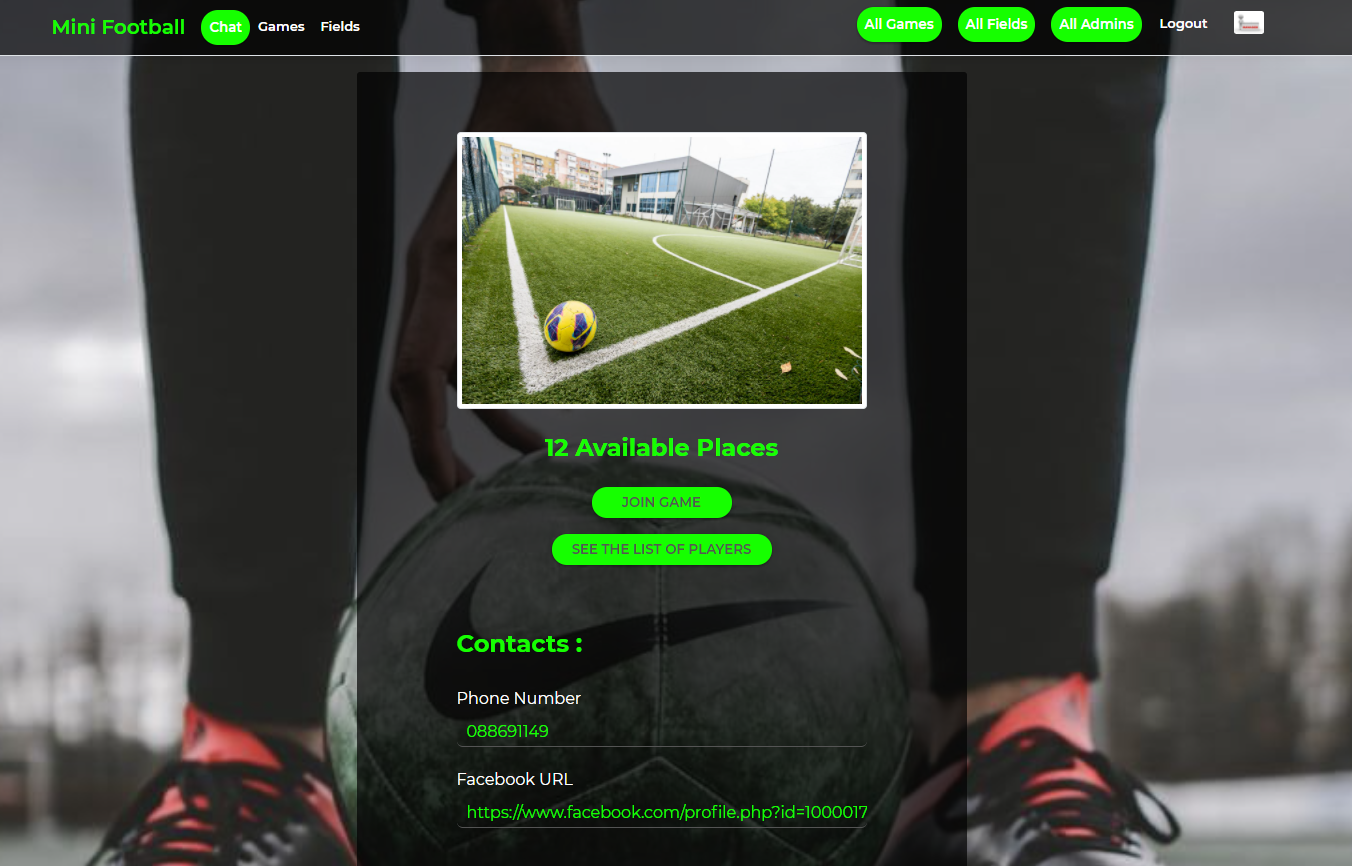 Mini Football
Chat
Games
Fields
All Games
All Fields
All Admins
Logout
12 Available Places
JOIN GAME
SEE THE LIST OF PLAYERS
Contacts :
Phone Number
088691149
Facebook URL
https://www.facebook.com/profile.php?id=1000017